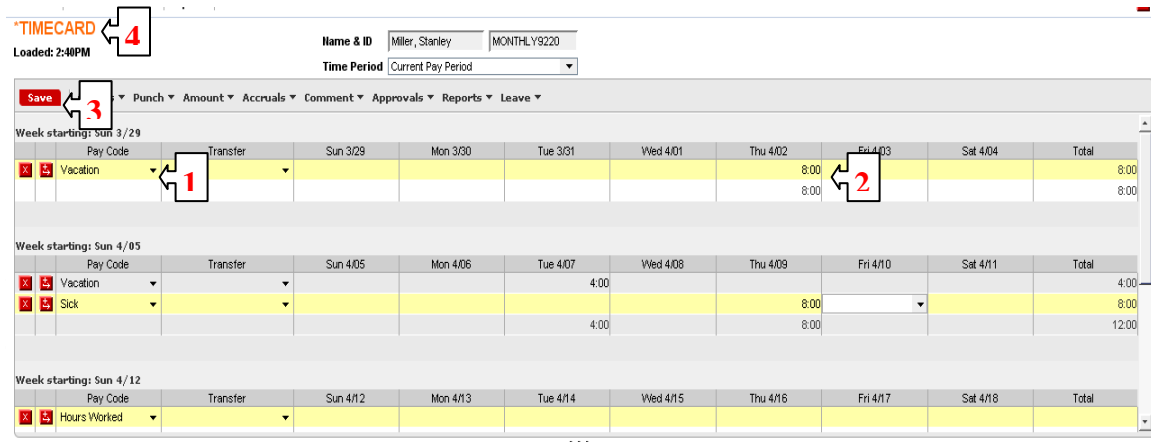 *TIMECARD 4
Loaded: 2:40PM
Name & ID Miller, Stanley MONTHLY9220
Time Period Current Pay Period
Save 3 Punch Amount Accruals Comment Approvals Reports Leave
Week starting: Sun 3/29
Pay Code Transfer Sun 3/29 Mon 3/30 Tue 3/31 Wed 4/01 Thu 4/02 Fri 4/03 Sat 4/04 Total
Vacation 1 8:00 2 8:00
8:00 8:00
Week starting: Sun 4/05
Pay Code Transfer Sun 4/05 Mon 4/06 Tue 4/07 Wed 4/08 Thu 4/09 Fri 4/10 Sat 4/11 Total
Vacation 4:00 4:00
Sick 8:00 8:00
4:00 8:00 12:00
Week starting: Sun 4/12
Pay Code Transfer Sun 4/12 Mon 4/13 Tue 4/14 Wed 4/15 Thu 4/16 Fri 4/17 Sat 4/18 Total
Hours Worked